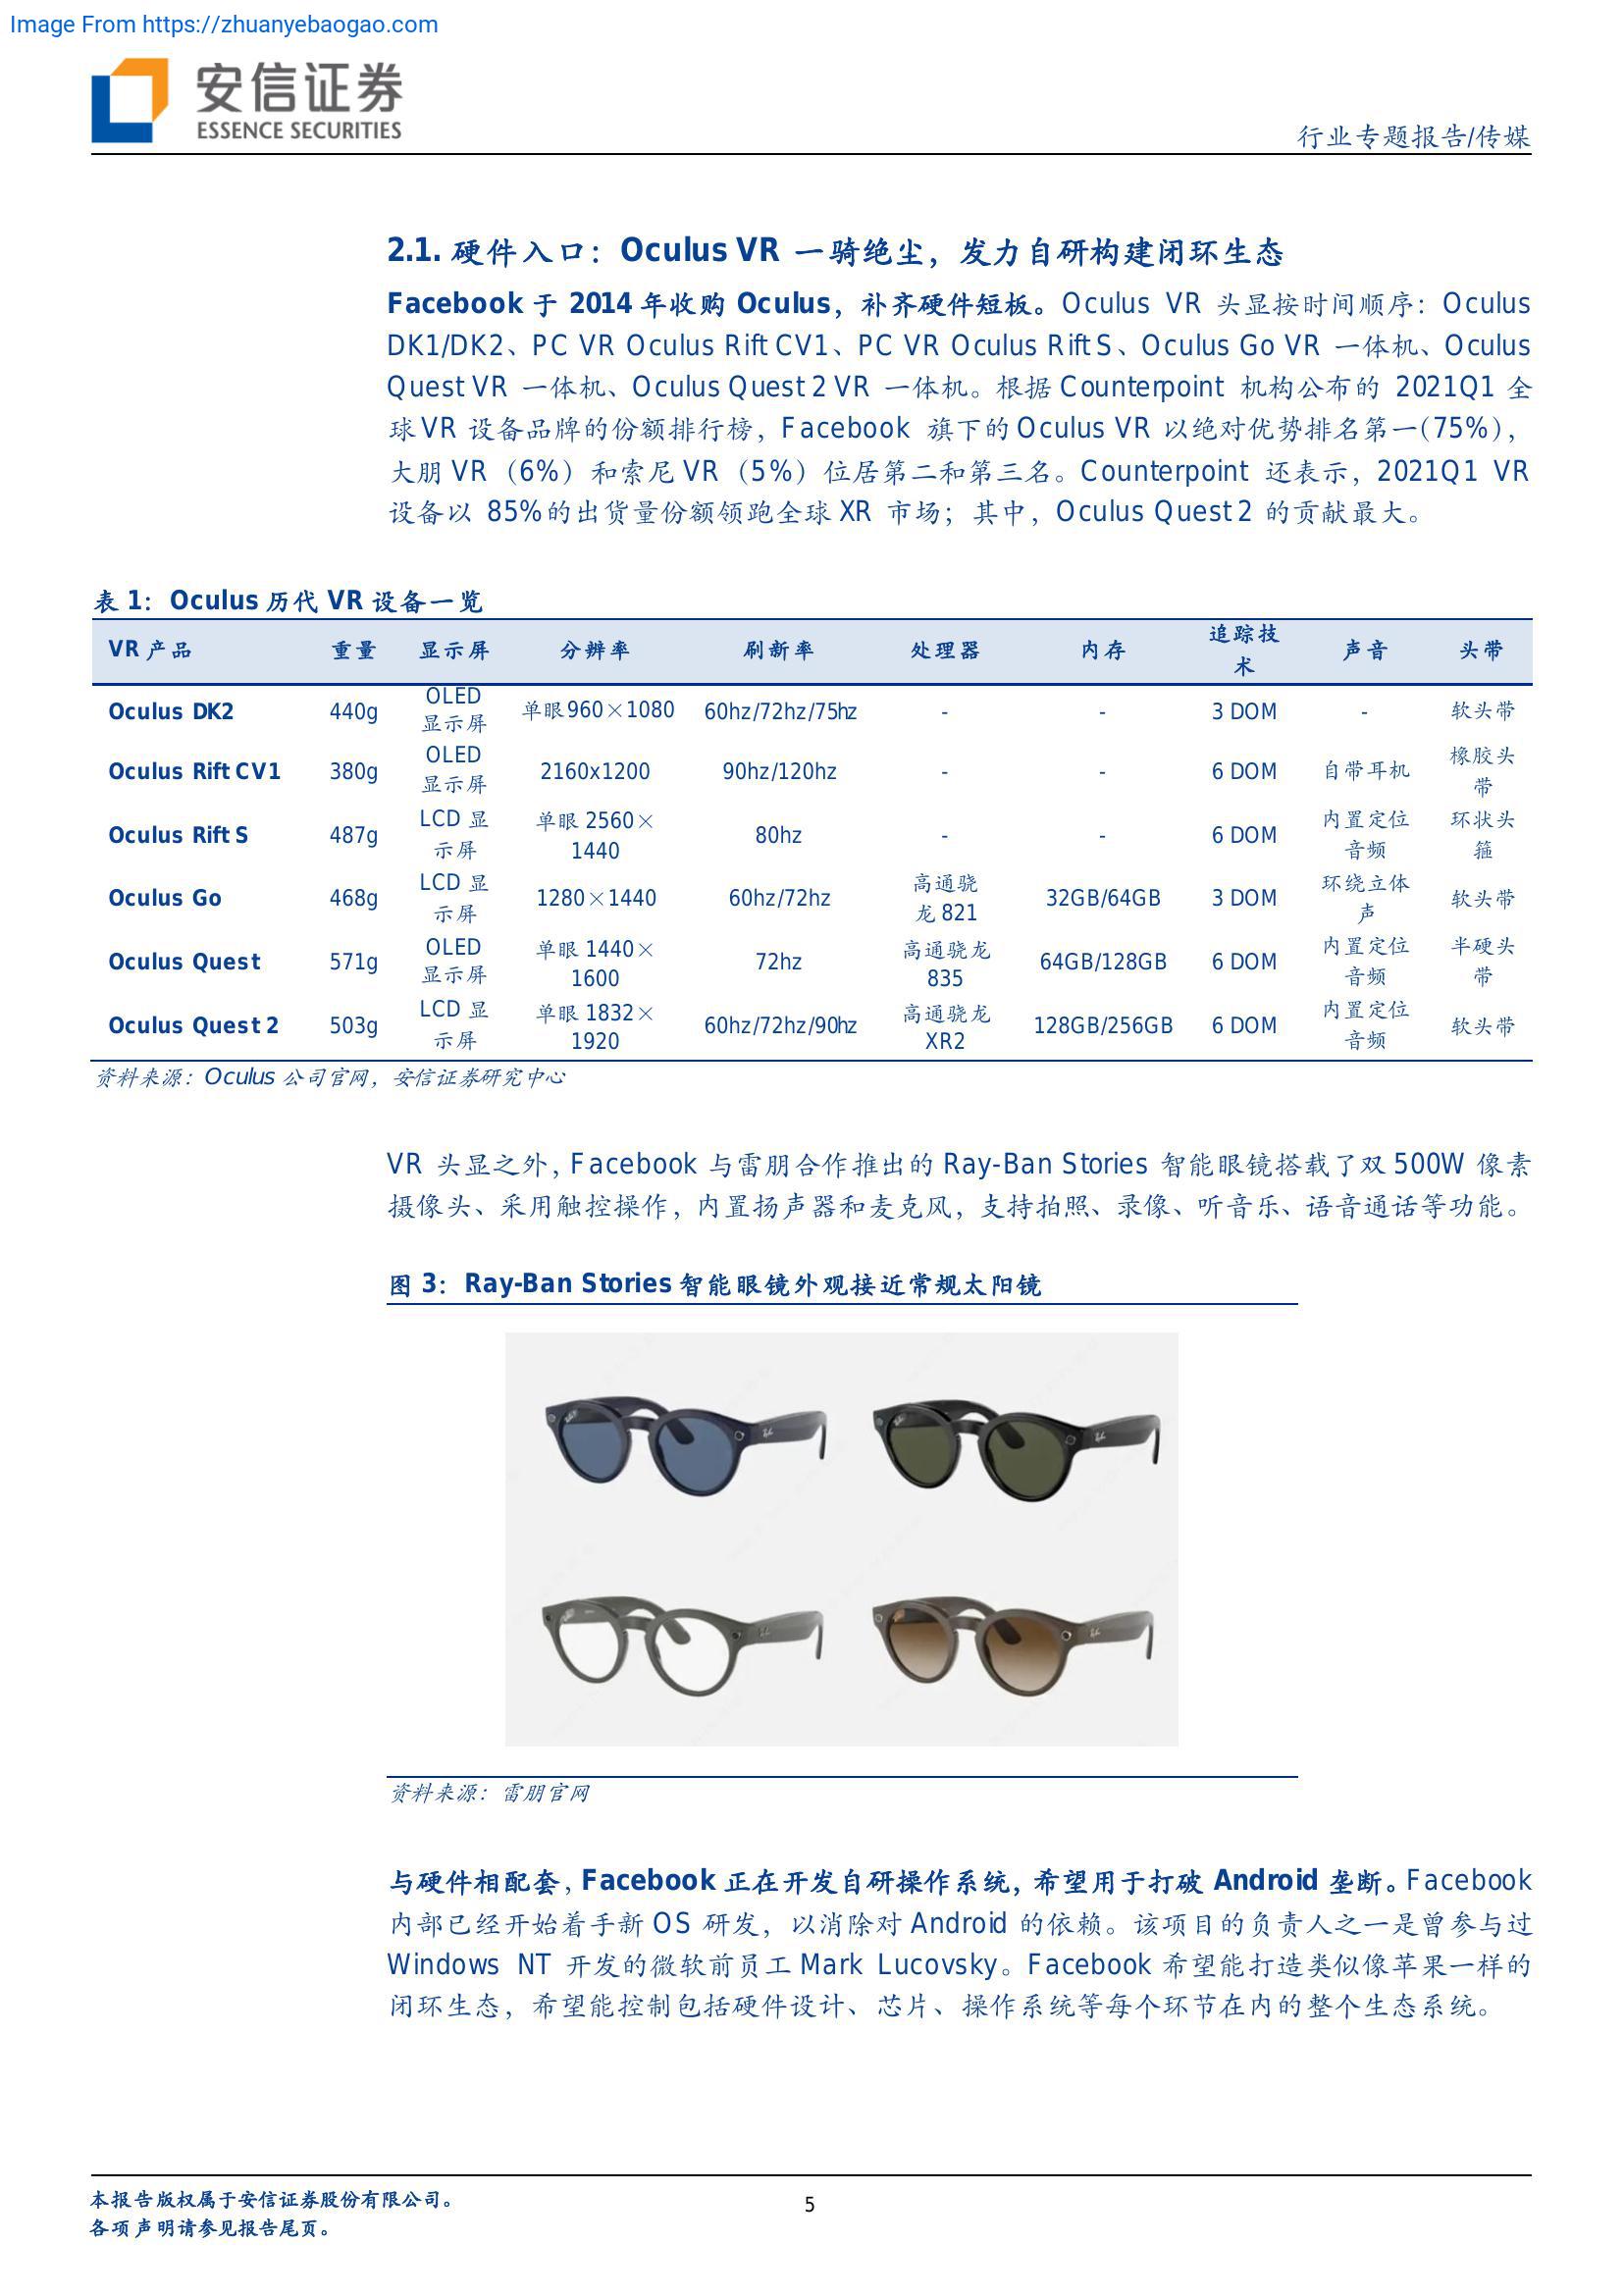 Image From https://zhuanyebaogao.com
安信证券
ESSENCE SECURITIES
行业专题报告/传媒
2.1. 硬件入口：Oculus VR 一骑绝尘，发力自研构建闭环生态
Facebook 于 2014 年收购 Oculus，补齐硬件短板。Oculus VR 头显按时间顺序：Oculus
DK1/DK2、PC VR Oculus Rift CV1、PC VR Oculus Rift S、Oculus Go VR 一体机、Oculus
Quest VR 一体机、Oculus Quest 2 VR 一体机。根据 Counterpoint 机构公布的 2021Q1 全
球 VR 设备品牌的份额排行榜，Facebook 旗下的 Oculus VR 以绝对优势排名第一(75%)，
大朋 VR（6%）和索尼 VR（5%）位居第二和第三名。Counterpoint 还表示，2021Q1 VR
设备以 85%的出货量份额领跑全球 XR 市场；其中，Oculus Quest 2 的贡献最大。
表 1：Oculus 历代 VR 设备一览
VR 产品 重量 显示屏 分辨率 刷新率 处理器 内存 追踪技术 声音 头带
Oculus DK2 440g OLED 显示屏 单眼960×1080 60hz/72hz/75hz - - 3 DOM - 软头带
Oculus Rift CV1 380g OLED 显示屏 2160x1200 90hz/120hz - - 6 DOM 自带耳机 橡胶头带
Oculus Rift S 487g LCD 显示屏 单眼 2560×1440 80hz - - 6 DOM 内置定位音频 环状头箍
Oculus Go 468g LCD 显示屏 1280×1440 60hz/72hz 高通骁龙 821 32GB/64GB 3 DOM 环绕立体声 软头带
Oculus Quest 571g OLED 显示屏 单眼 1440×1600 72hz 高通骁龙 835 64GB/128GB 6 DOM 内置定位音频 半硬头带
Oculus Quest 2 503g LCD 显示屏 单眼 1832×1920 60hz/72hz/90hz 高通骁龙 XR2 128GB/256GB 6 DOM 内置定位音频 软头带
资料来源：Oculus 公司官网，安信证券研究中心
VR 头显之外，Facebook 与雷朋合作推出的 Ray-Ban Stories 智能眼镜搭载了双 500W 像素
摄像头、采用触控操作，内置扬声器和麦克风，支持拍照、录像、听音乐、语音通话等功能。
图 3：Ray-Ban Stories 智能眼镜外观接近常规太阳镜
资料来源：雷朋官网
与硬件相配套，Facebook 正在开发自研操作系统，希望用于打破 Android 垄断。Facebook
内部已经开始着手新 OS 研发，以消除对 Android 的依赖。该项目的负责人之一是曾参与过
Windows NT 开发的微软前员工 Mark Lucovsky。Facebook 希望能打造类似像苹果一样的
闭环生态，希望能控制包括硬件设计、芯片、操作系统等每个环节在内的整个生态系统。
本报告版权属于安信证券股份有限公司。
5
各项声明请参见报告尾页。